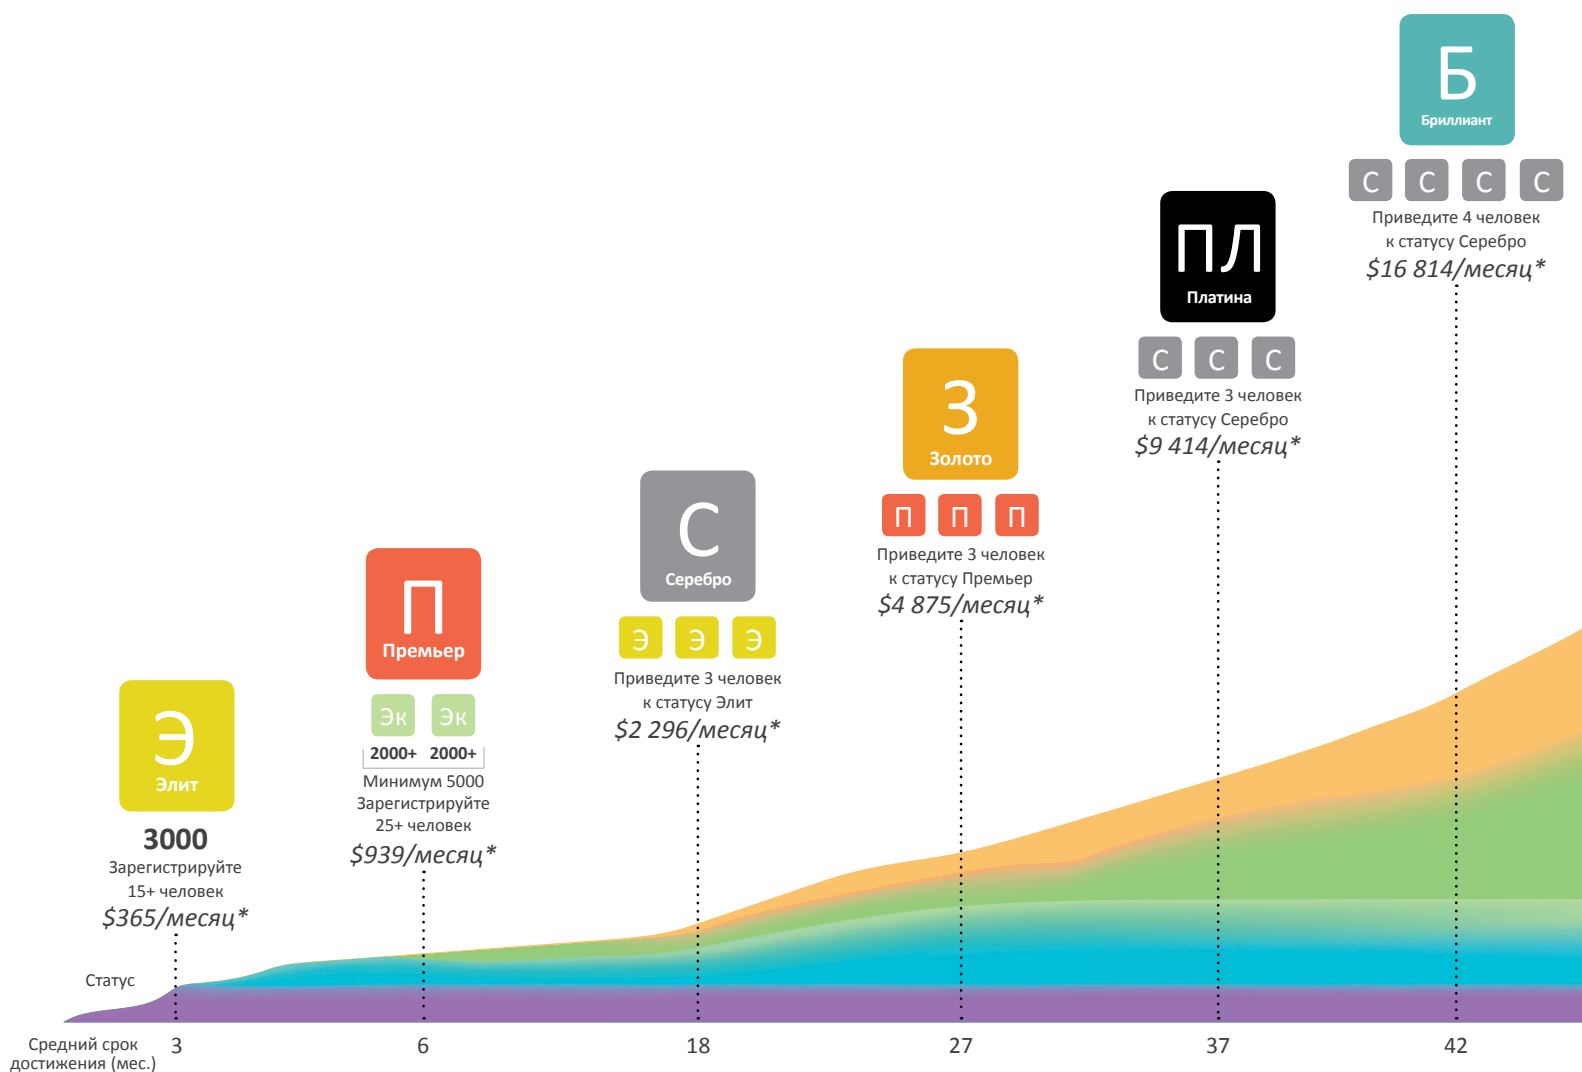 Б
Бриллиант
С С С С
Приведите 4 человек
к статусу Серебро
$16 814/месяц*
ПЛ
Платина
С С С
Приведите 3 человек
к статусу Серебро
$9 414/месяц*
З
Золото
П П П
Приведите 3 человек
к статусу Премьер
$4 875/месяц*
С
Серебро
Э Э Э
Приведите 3 человек
к статусу Элит
$2 296/месяц*
П
Премьер
Эк Эк
2000+ 2000+
Минимум 5000
Зарегистрируйте
25+ человек
$939/месяц*
Э
Элит
3000
Зарегистрируйте
15+ человек
$365/месяц*
Статус
Средний срок
достижения (мес.)
3 6 18 27 37 42